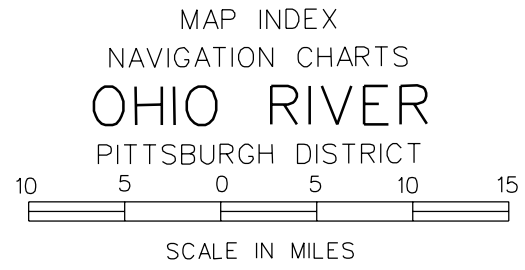 MAP INDEX
NAVIGATION CHARTS
OHIO RIVER
PITTSBURGH DISTRICT
10 5 0 5 10 15
SCALE IN MILES